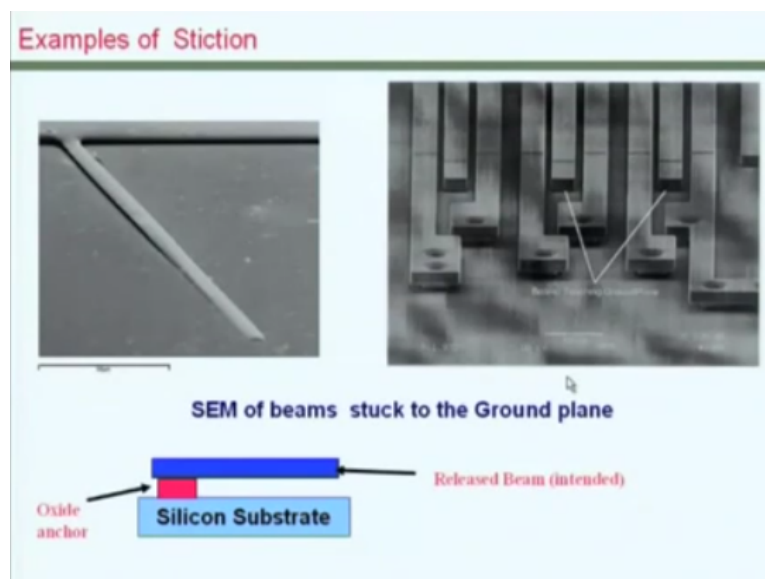 Examples of Stiction
SEM of beams stuck to the Ground plane
Released Beam (intended)
Oxide
anchor
Silicon Substrate